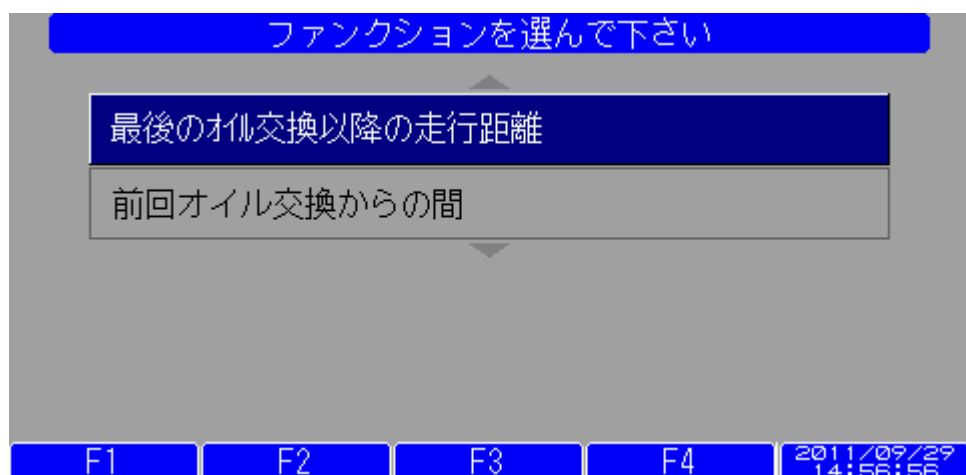 ファンクションを選んで下さい
最後のｵｲﾙ交換以降の走行距離
前回オイル交換からの間
F1 F2 F3 F4 2011/09/29
14:56:56